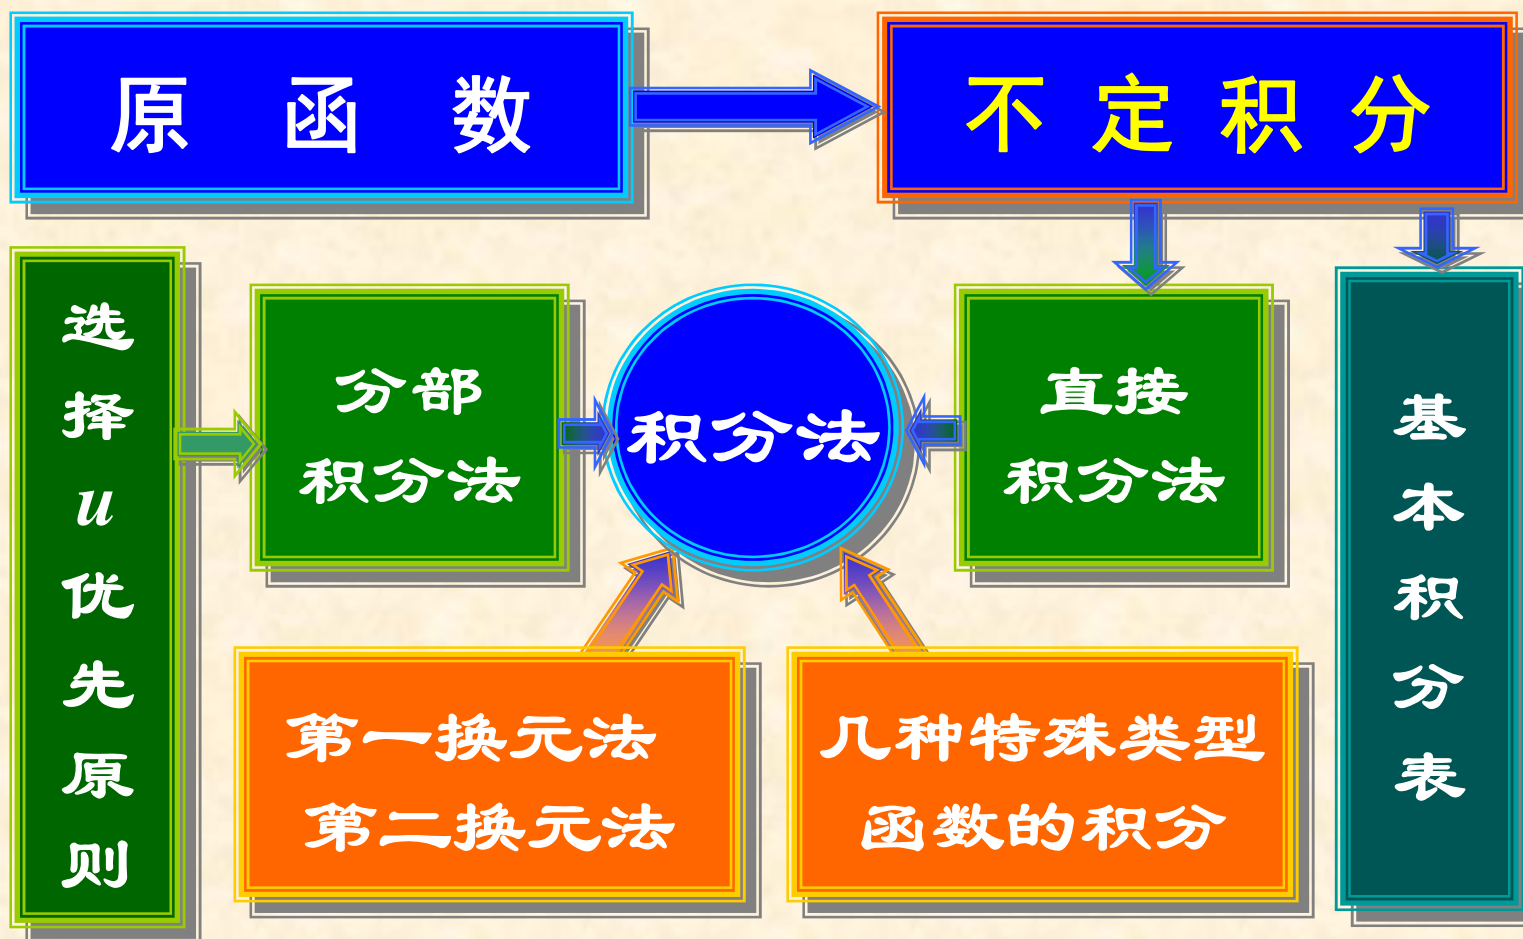 原 函 数
不 定 积 分
选
择
u
优
先
原
则
分部
积分法
积分法
直接
积分法
基
本
积
分
表
第一换元法
第二换元法
几种特殊类型
函数的积分